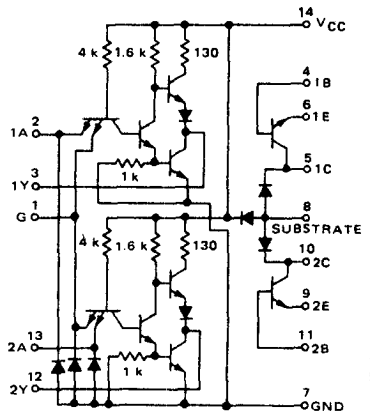 14 VCC
4 k 1.6 k 130
4 1B
6 1E
2 1A
5 1C
3 1Y
1 k
1 G
8 SUBSTRATE
4 k 1.6 k 130
10 2C
9 2E
13 2A
11 2B
1 k
12 2Y
7 GND